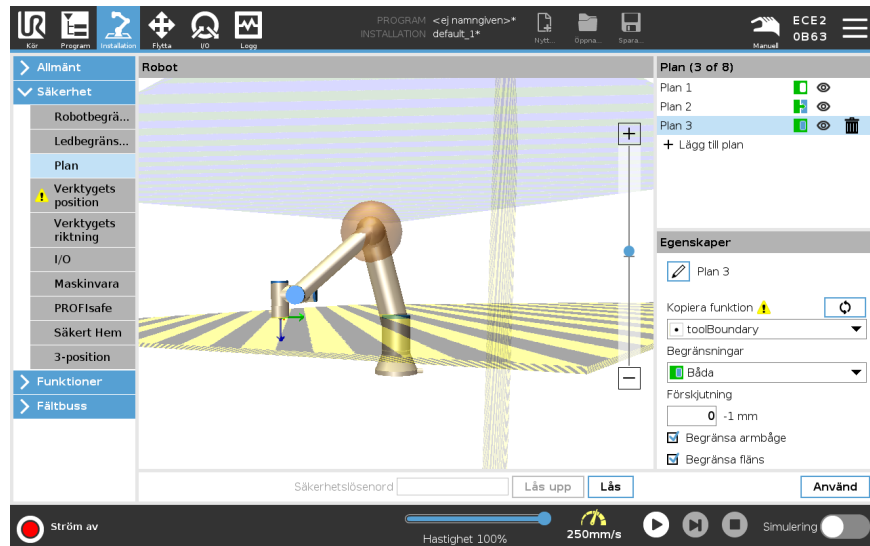 PROGRAM <ej namngiven>*
INSTALLATION default_1*
Kör
Program
Installation
Flytta
I/O
Logg
Nytt...
Öppna...
Spara...
Manuell
ECE2
0B63
Allmänt
Säkerhet
Robotbegrä...
Ledbegräns...
Plan
Verktygets
position
Verktygets
riktning
I/O
Maskinvara
PROFIsafe
Säkert Hem
3-position
Funktioner
Fältbuss
Robot
Plan (3 of 8)
Plan 1
Plan 2
Plan 3
+ Lägg till plan
Egenskaper
Plan 3
Kopiera funktion
toolBoundary
Begränsningar
Båda
Förskjutning
0 -1 mm
Begränsa armbåge
Begränsa fläns
Säkerhetslösenord
Lås upp
Lås
Använd
Ström av
Hastighet 100%
250mm/s
Simulering